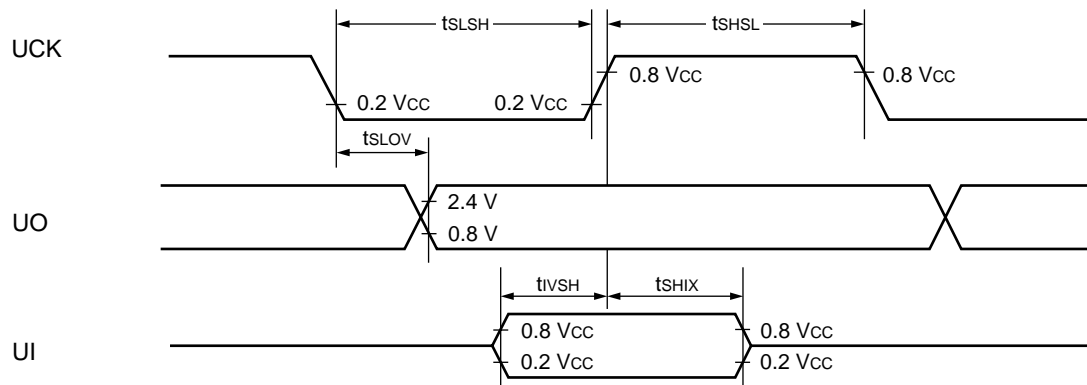 tSLSH tSHSL
UCK
0.8 VCC 0.8 VCC
0.2 VCC 0.2 VCC
tSLOV
2.4 V
UO
0.8 V
tIVSH tSHIX
0.8 VCC 0.8 VCC
UI
0.2 VCC 0.2 VCC